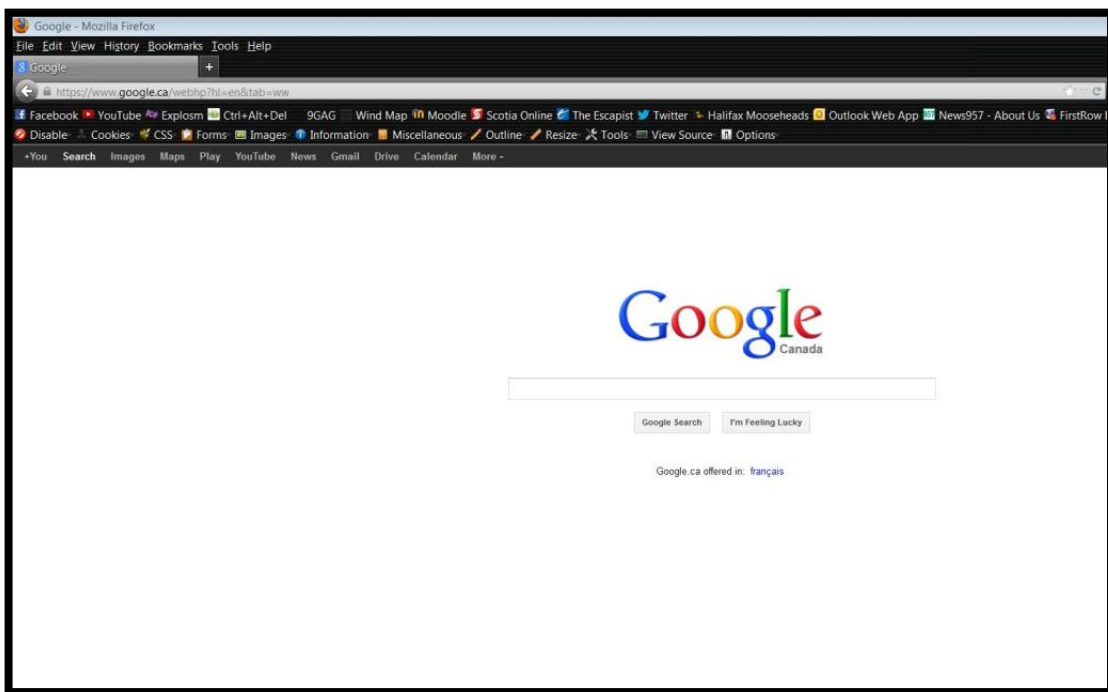 Google - Mozilla Firefox
File Edit View History Bookmarks Tools Help
Google +
https://www.google.ca/webhp?hl=en&tab=ww
Facebook YouTube Explosm Ctrl+Alt+Del 9GAG Wind Map Moodle Scotia Online The Escapist Twitter Halifax Mooseheads Outlook Web App News957 - About Us FirstRow
Disable Cookies CSS Forms Images Information Miscellaneous Outline Resize Tools View Source Options
+You Search Images Maps Play YouTube News Gmail Drive Calendar More
Google
Canada
Google Search I'm Feeling Lucky
Google.ca offered in: français